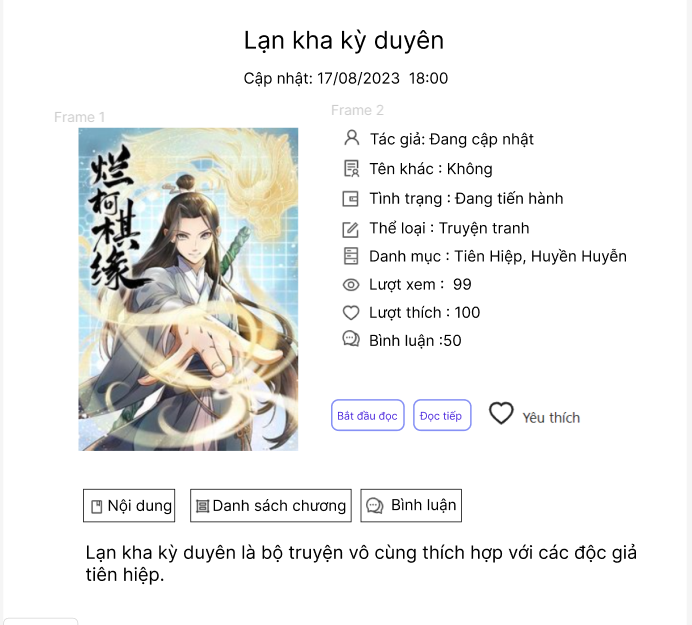 Lạn kha kỳ duyên
Cập nhật: 17/08/2023 18:00
Frame 1
Frame 2
烂柯棋缘
Tác giả: Đang cập nhật
Tên khác : Không
Tình trạng : Đang tiến hành
Thể loại : Truyện tranh
Danh mục : Tiên Hiệp, Huyền Huyễn
Lượt xem : 99
Lượt thích : 100
Bình luận :50
Bắt đầu đọc
Đọc tiếp
Yêu thích
Nội dung
Danh sách chương
Bình luận
Lạn kha kỳ duyên là bộ truyện vô cùng thích hợp với các độc giả
tiên hiệp.